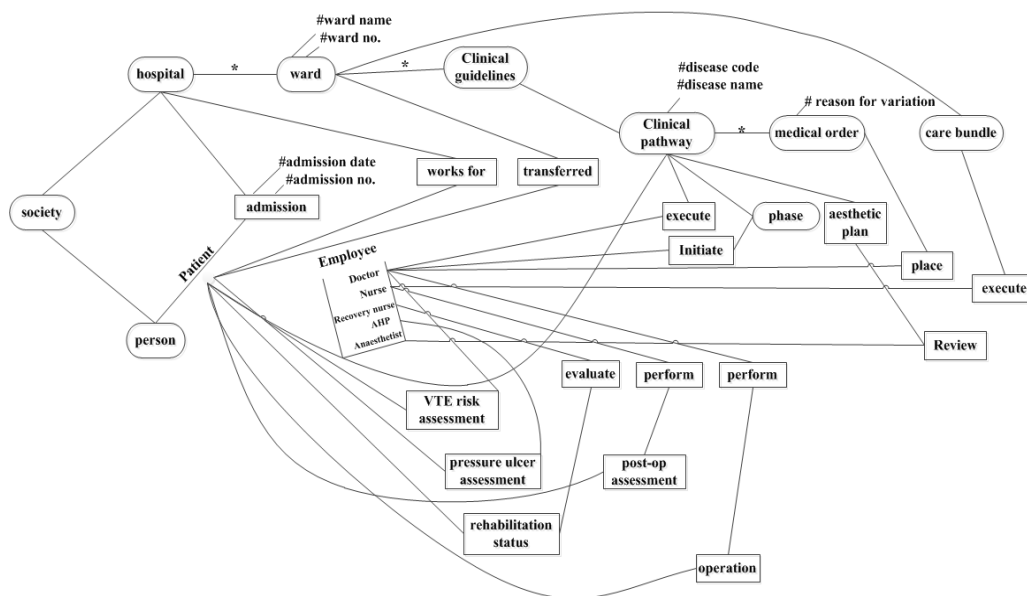 #ward name
#ward no.
hospital
*
ward
*
Clinical
guidelines
#disease code
#disease name
# reason for variation
Clinical
pathway
*
medical order
care bundle
#admission date
#admission no.
works for
transferred
society
admission
execute
phase
aesthetic
plan
Patient
Employee
Initiate
place
Doctor
Nurse
execute
Recovery nurse
AHP
Anaesthetist
person
Review
evaluate
perform
perform
VTE risk
assessment
pressure ulcer
assessment
post-op
assessment
rehabilitation
status
operation